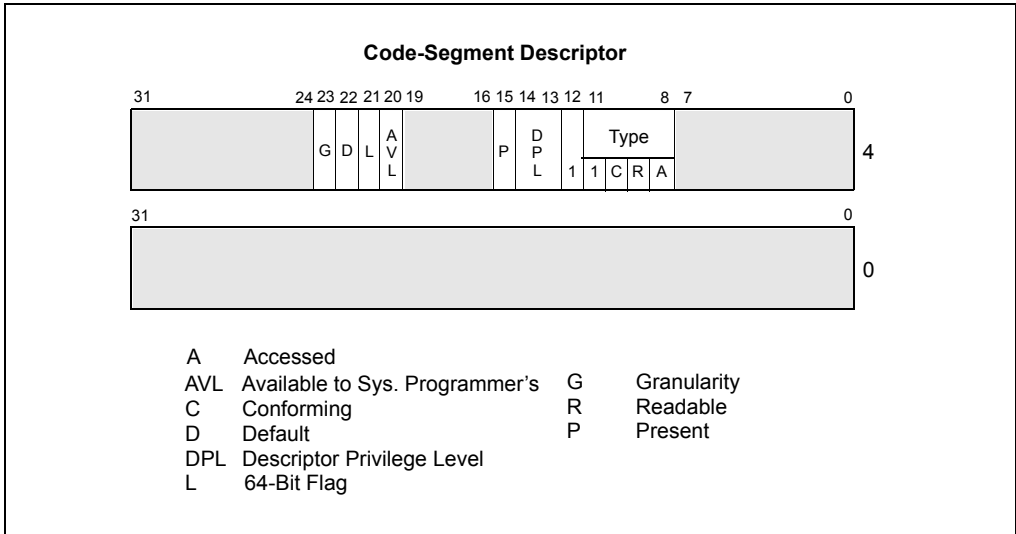 Code-Segment Descriptor
31 24 23 22 21 20 19 16 15 14 13 12 11 8 7 0
G D L AVL P DPL 1 Type 4
1 C R A
31 0
0
A Accessed
AVL Available to Sys. Programmer's G Granularity
C Conforming R Readable
D Default P Present
DPL Descriptor Privilege Level
L 64-Bit Flag